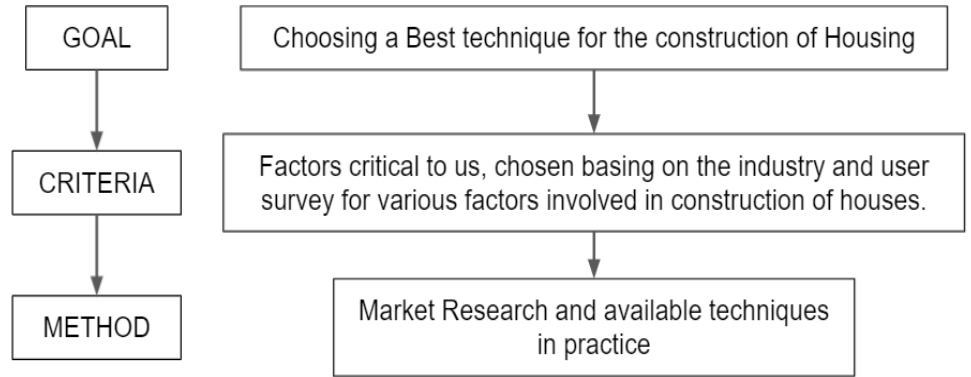 GOAL
Choosing a Best technique for the construction of Housing
CRITERIA
Factors critical to us, chosen basing on the industry and user
survey for various factors involved in construction of houses.
METHOD
Market Research and available techniques
in practice